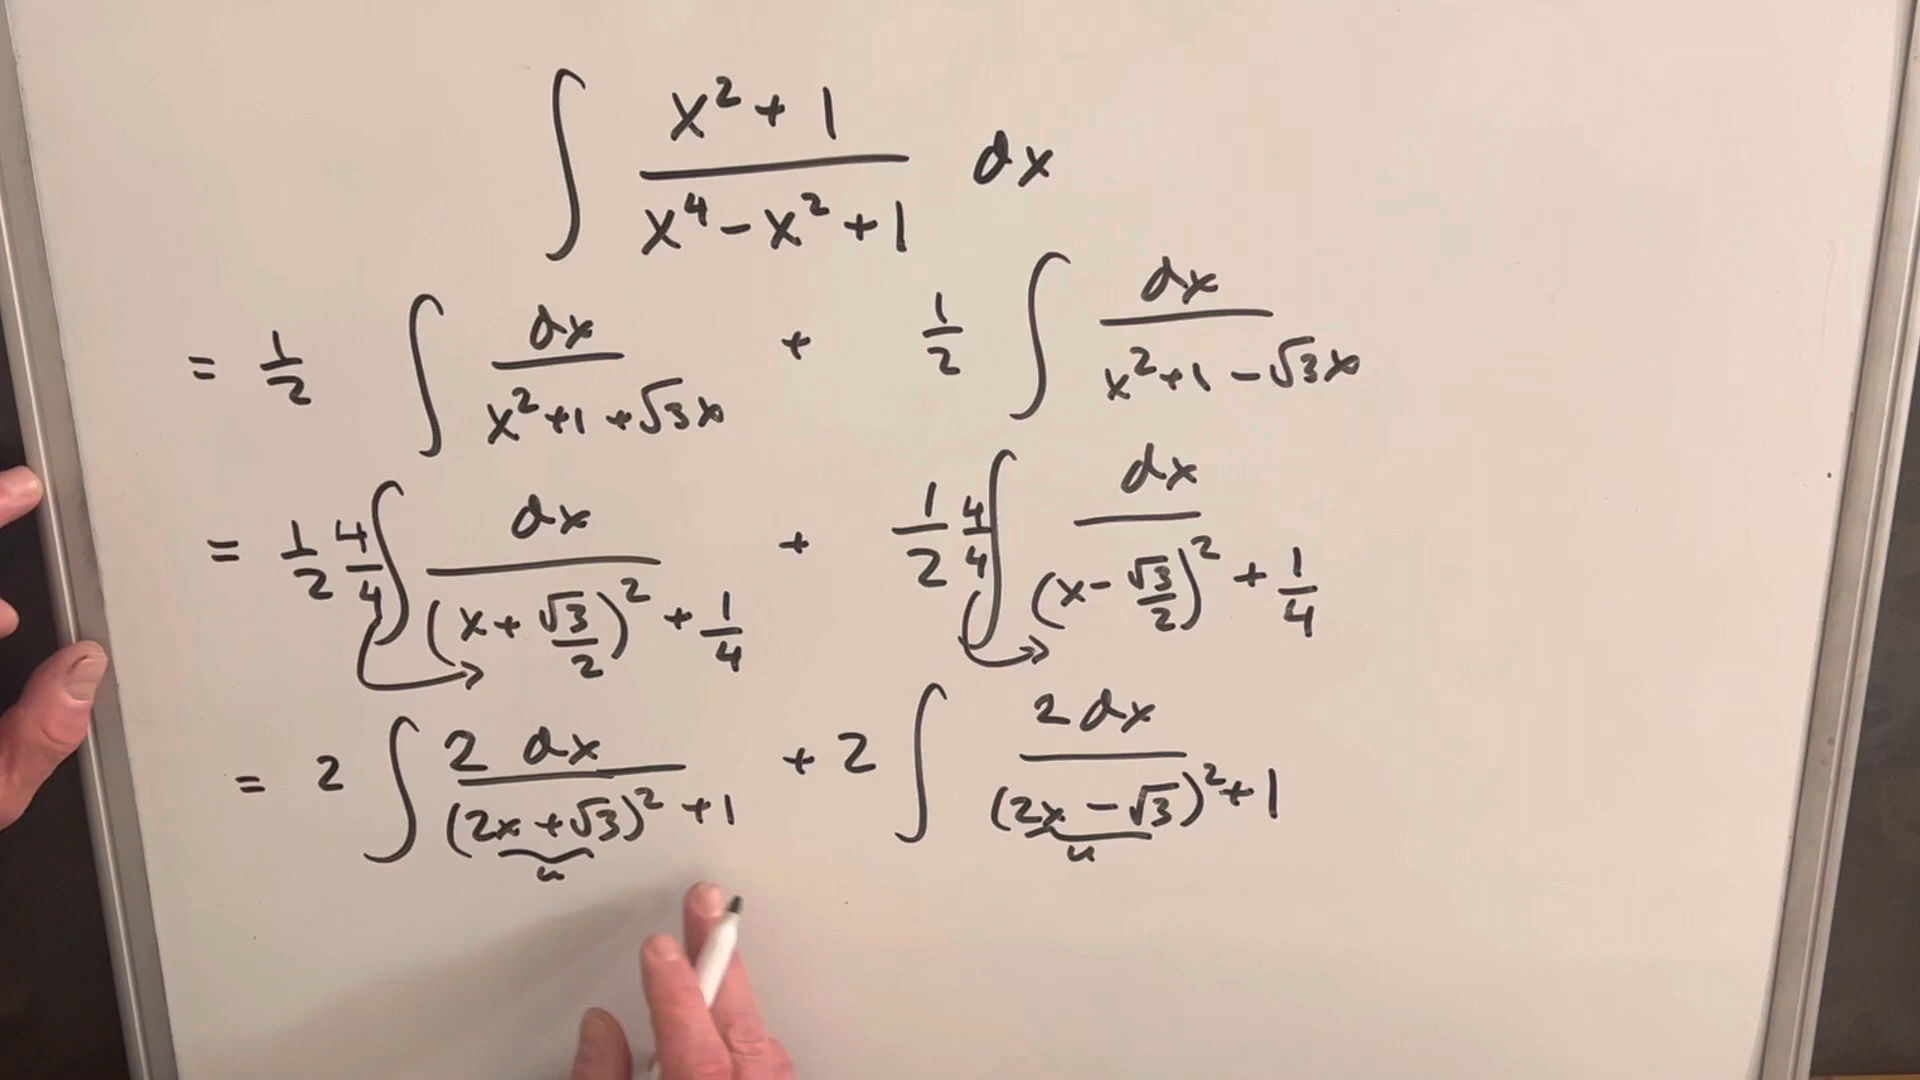 ∫ (x² + 1)/(x⁴ − x² + 1) dx
= 1/2 ∫ dx/(x² + 1 + √3x) + 1/2 ∫ dx/(x² + 1 − √3x)
= 1/2 4/4 ∫ dx/((x + √3/2)² + 1/4) + 1/2 4/4 ∫ dx/((x − √3/2)² + 1/4)
= 2 ∫ 2 dx/((2x + √3)² + 1) + 2 ∫ 2 dx/((2x − √3)² + 1)
u u